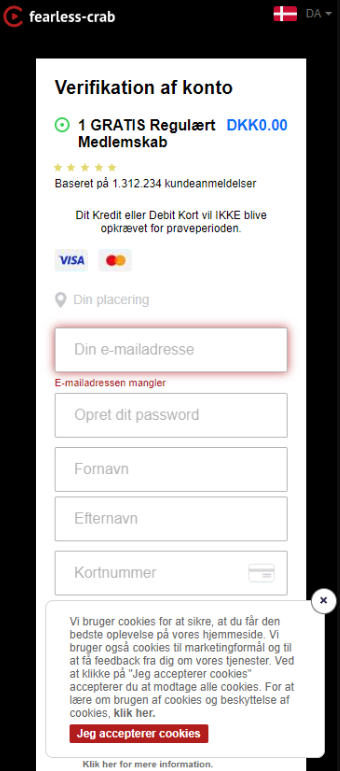 fearless-crab
DA
Verifikation af konto
1 GRATIS Regulært DKK0.00
Medlemskab
Baseret på 1.312.234 kundeanmeldelser
Dit Kredit eller Debit Kort vil IKKE blive
opkrævet for prøveperioden.
VISA
Din placering
Din e-mailadresse
E-mailadressen mangler
Opret dit password
Fornavn
Efternavn
Kortnummer
Vi bruger cookies for at sikre, at du får den
bedste oplevelse på vores hjemmeside. Vi
bruger også cookies til marketingformål og til
at få feedback fra dig om vores tjenester. Ved
at klikke på "Jeg accepterer cookies"
accepterer du at modtage alle cookies. For at
lære om brugen af cookies og beskyttelse af
cookies, klik her.
Jeg accepterer cookies
Klik her for mere information.